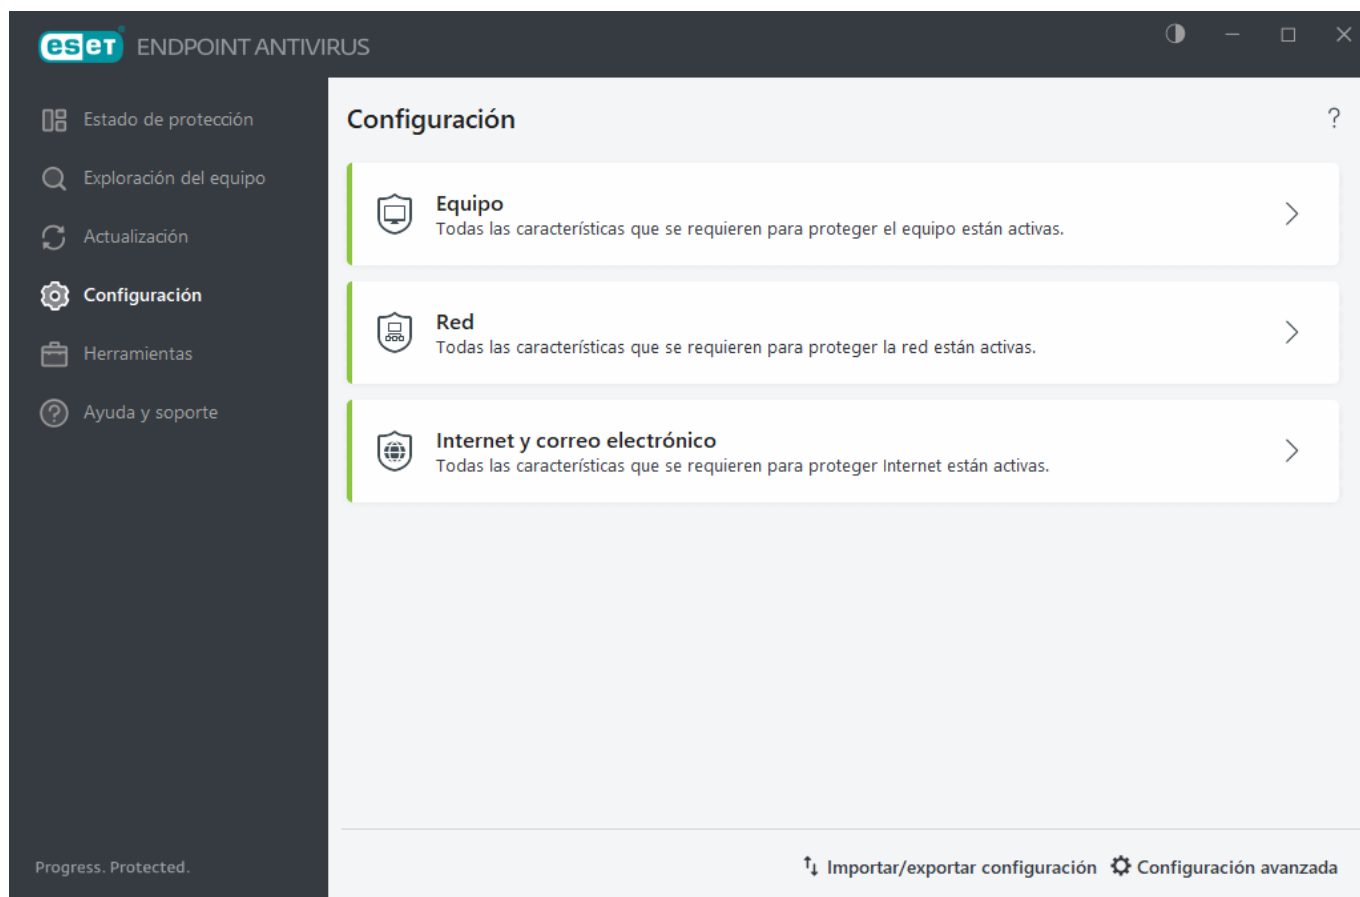 eset ENDPOINT ANTIVIRUS
Estado de protección
Exploración del equipo
Actualización
Configuración
Herramientas
Ayuda y soporte
Progress. Protected.
Configuración
?
Equipo
Todas las características que se requieren para proteger el equipo están activas.
Red
Todas las características que se requieren para proteger la red están activas.
Internet y correo electrónico
Todas las características que se requieren para proteger Internet están activas.
Importar/exportar configuración Configuración avanzada